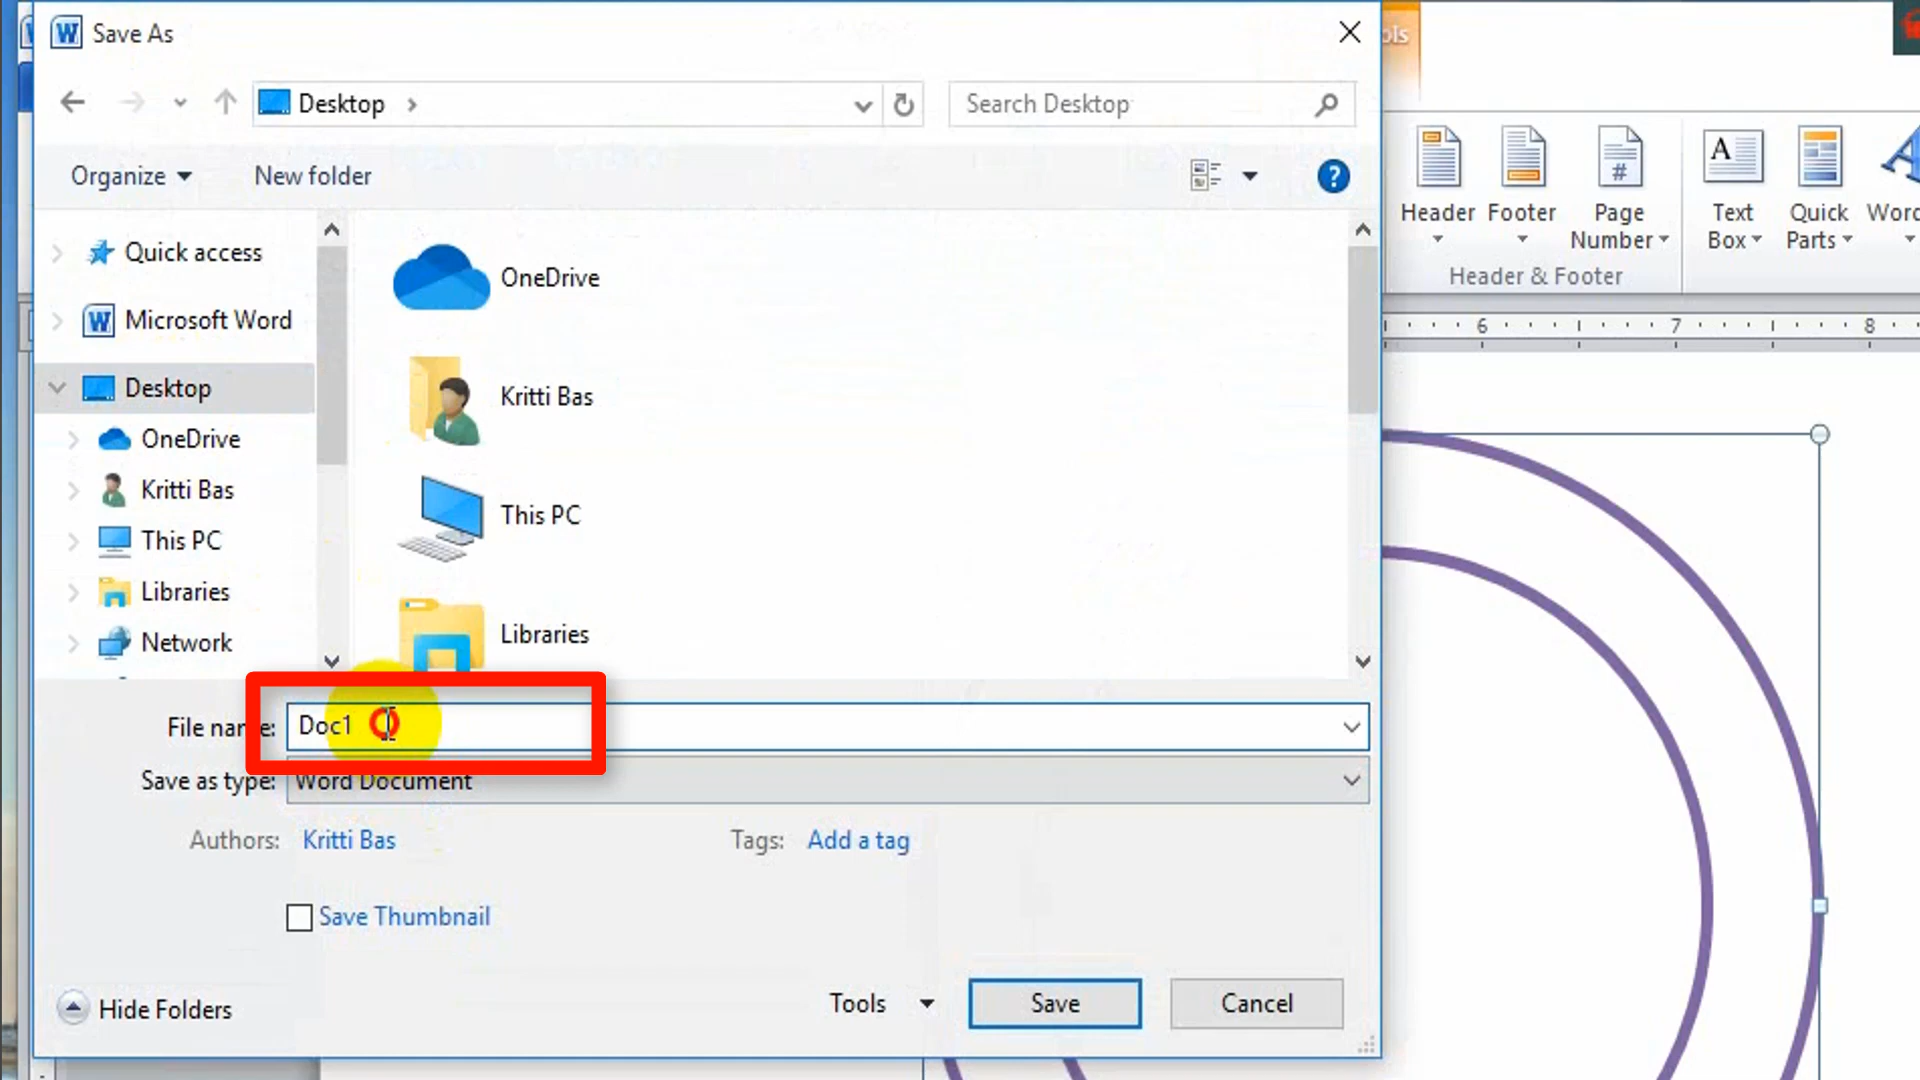 Save As
ols
Desktop
Search Desktop
Organize
New folder
?
Header
Footer
Page Number
#
A
Text Box
Quick Parts
Word
Header & Footer
6 7 8
Quick access
Microsoft Word
Desktop
OneDrive
Kritti Bas
This PC
Libraries
Network
OneDrive
Kritti Bas
This PC
Libraries
File name:
Doc1
Save as type:
Word Document
Authors:
Kritti Bas
Tags:
Add a tag
Save Thumbnail
Hide Folders
Tools
Save
Cancel